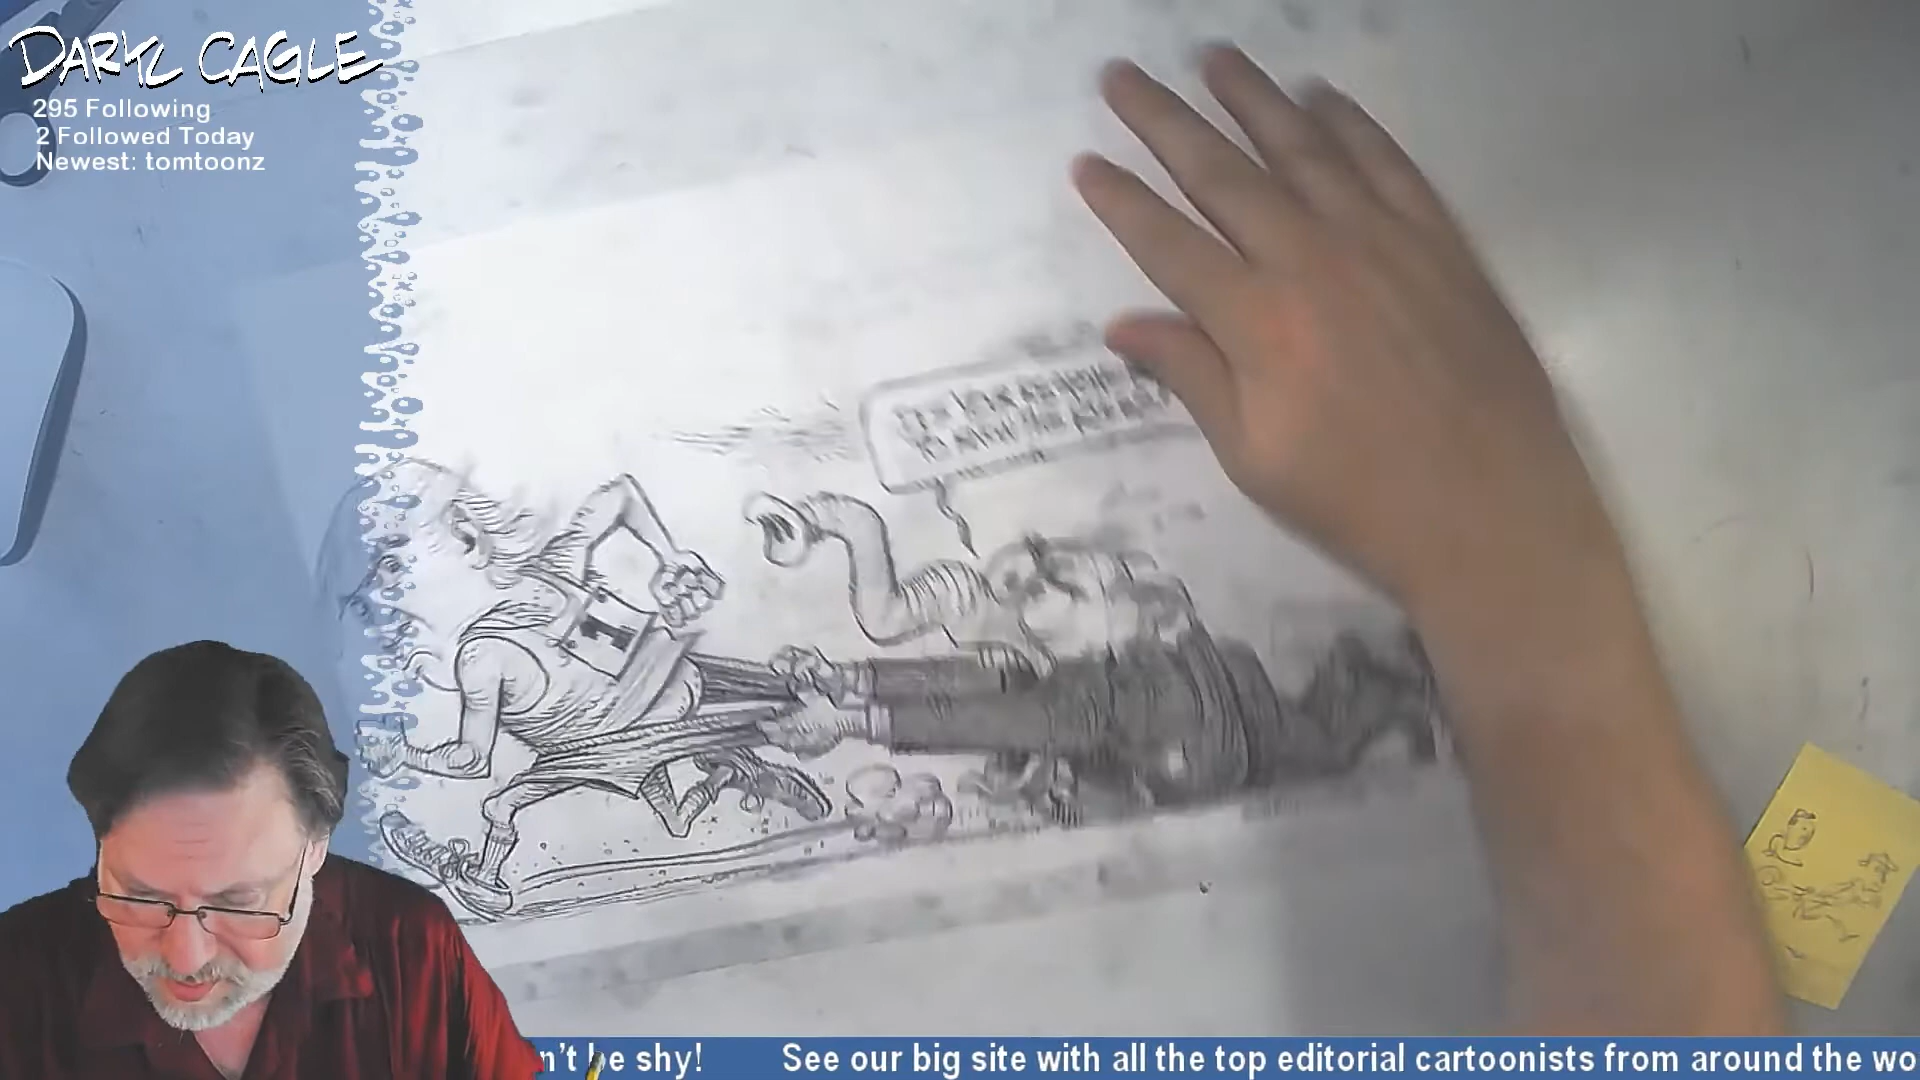 DARYL CAGLE
295 Following
2 Followed Today
Newest: tomtoonz
n't be shy! See our big site with all the top editorial cartoonists from around the wo